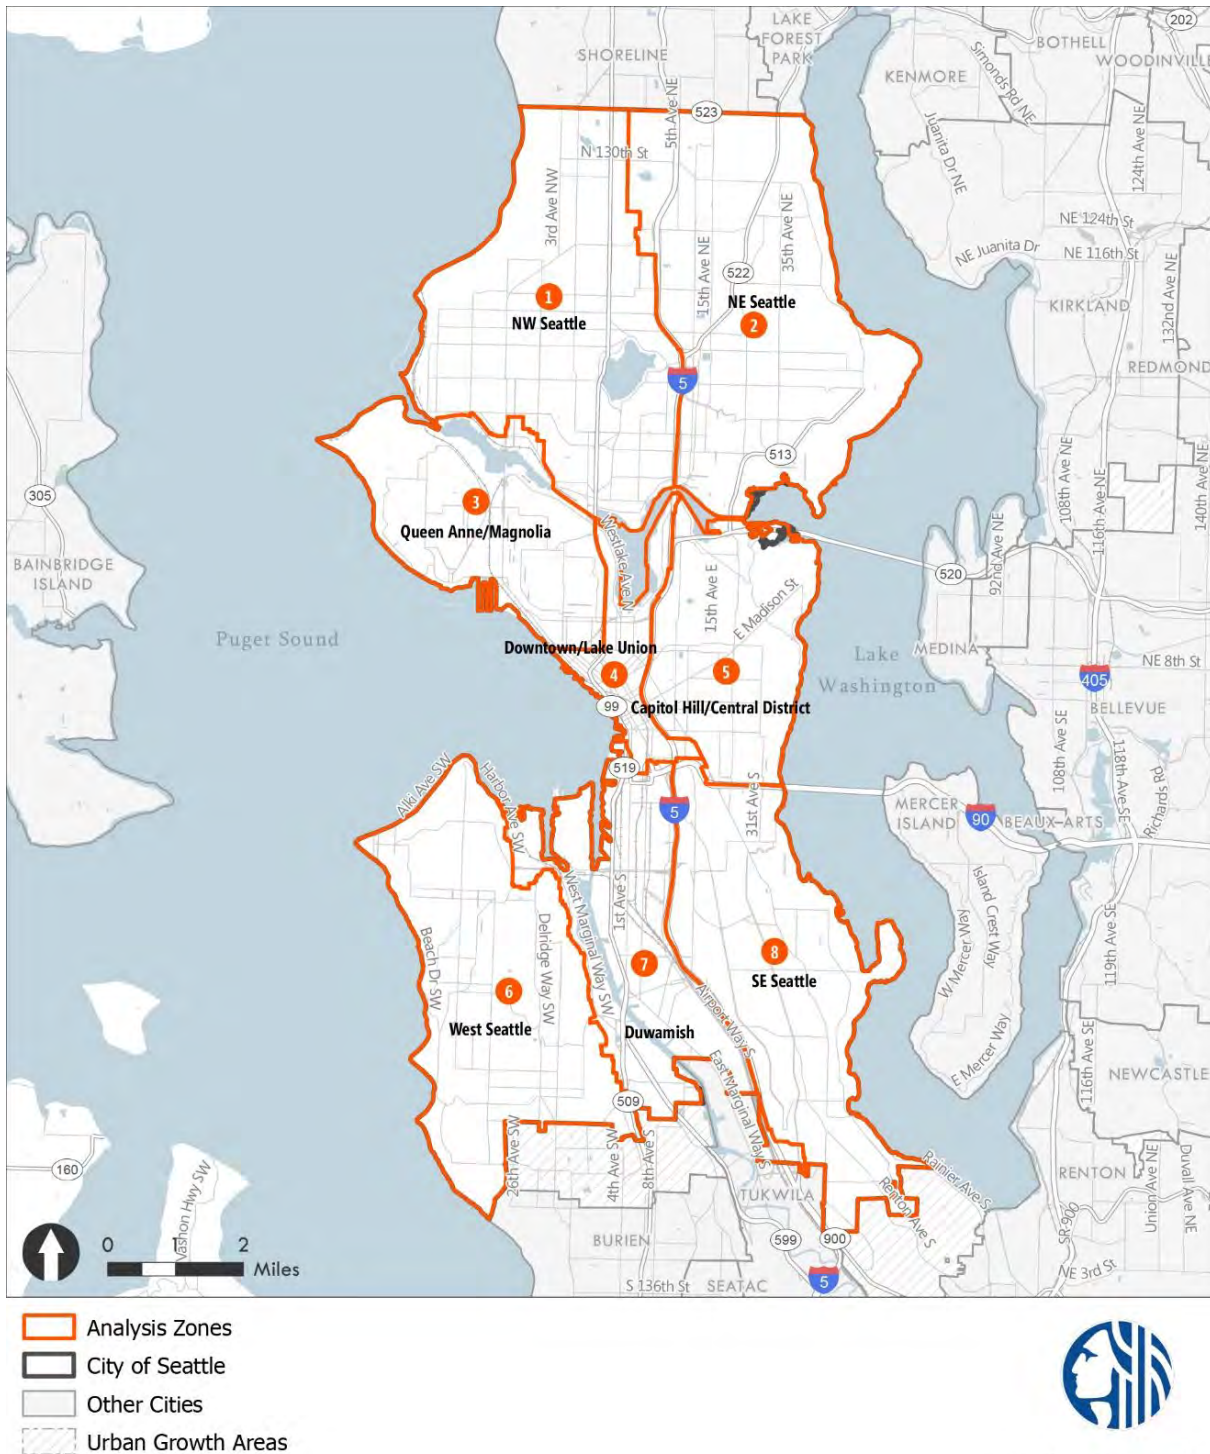 SHORELINE
LAKE
FOREST
PARK
202
BOTHELL
WOODINVILLE
KENMORE
Simonds Rd NE
Juanita Dr NE
124th Ave NE
5th Ave NE
523
N 130th St
3rd Ave NW
15th Ave NE
35th Ave NE
522
NE 124th St
NE Juanita Dr
NE 116th St
KIRKLAND
132nd Ave NE
REDMOND
1
NW Seattle
NE Seattle
2
5
513
305
3
Queen Anne/Magnolia
Westlake Ave N
108th Ave NE
116th Ave NE
140th Ave NE
92nd Ave NE
520
BAINBRIDGE
ISLAND
Puget Sound
15th Ave E
E Madison St
Downtown/Lake Union
4
5
Capitol Hill/Central District
99
Lake
Washington
MEDINA
NE 8th St
405
BELLEVUE
519
5
31st Ave S
108th Ave SE
118th Ave SE
Richards Rd
MERCER
ISLAND
90
BEAUX-ARTS
Alki Ave SW
Harbor Ave SW
West Marginal Way SW
1st Ave S
Island Crest Way
W Mercer Way
E Mercer Way
119th Ave SE
Beach Dr SW
Delridge Way SW
6
West Seattle
7
Duwamish
8
SE Seattle
Airport Way S
East Marginal Way S
116th Ave SE
NEWCASTLE
509
26th Ave SW
4th Ave SW
8th Ave S
160
Vashon Hwy SW
TUKWILA
Rainier Ave S
Renton Ave S
RENTON
Union Ave NE
Duvall Ave NE
SR-900
BURIEN
599
900
S 136th St
SEATAC
5
NE 3rd St
0 1 2
Miles
Analysis Zones
City of Seattle
Other Cities
Urban Growth Areas